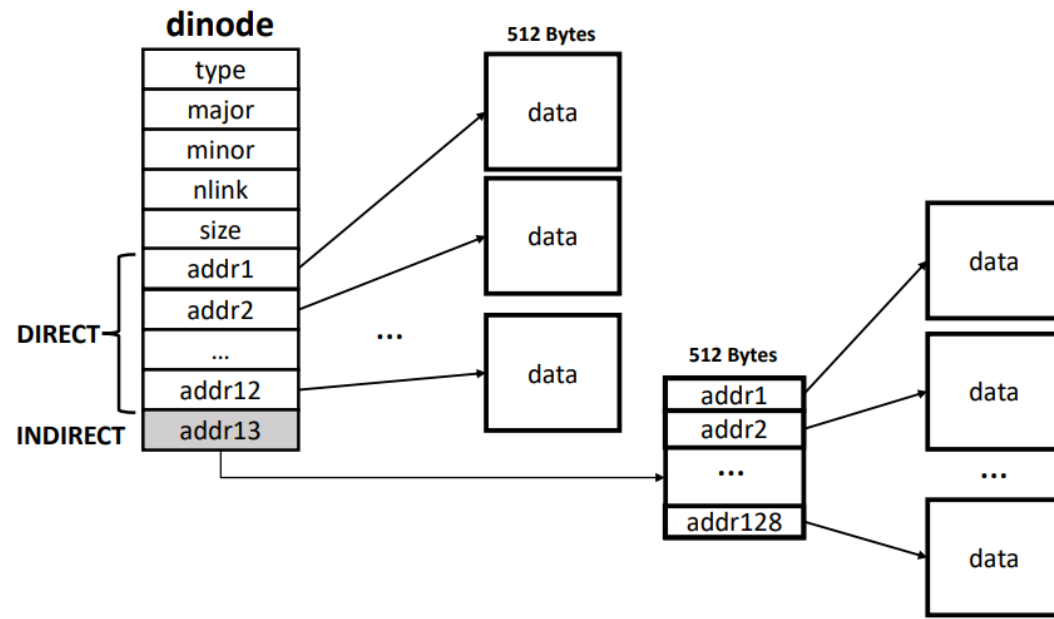 dinode
type
major
minor
nlink
size
addr1
addr2
...
addr12
addr13
DIRECT
INDIRECT
512 Bytes
data
data
...
data
512 Bytes
addr1
addr2
...
addr128
data
data
...
data